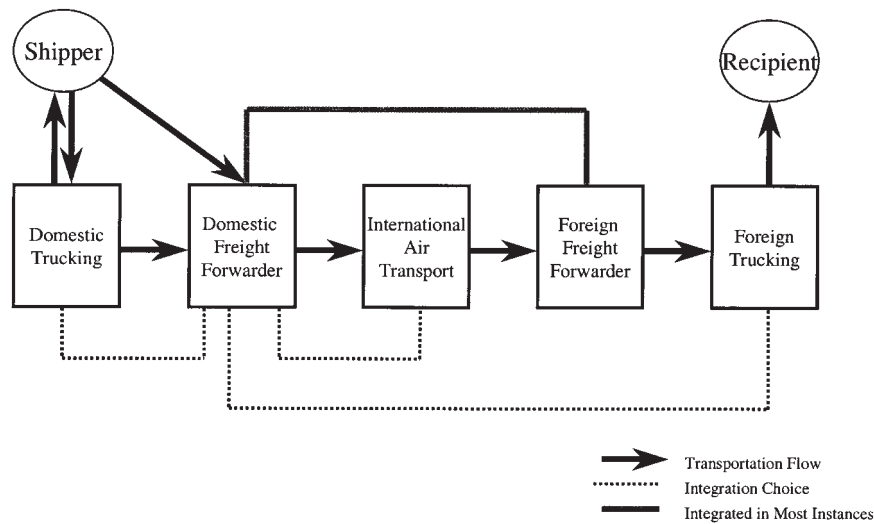 Shipper
Recipient
Domestic
Trucking
Domestic
Freight
Forwarder
International
Air
Transport
Foreign
Freight
Forwarder
Foreign
Trucking
Transportation Flow
Integration Choice
Integrated in Most Instances